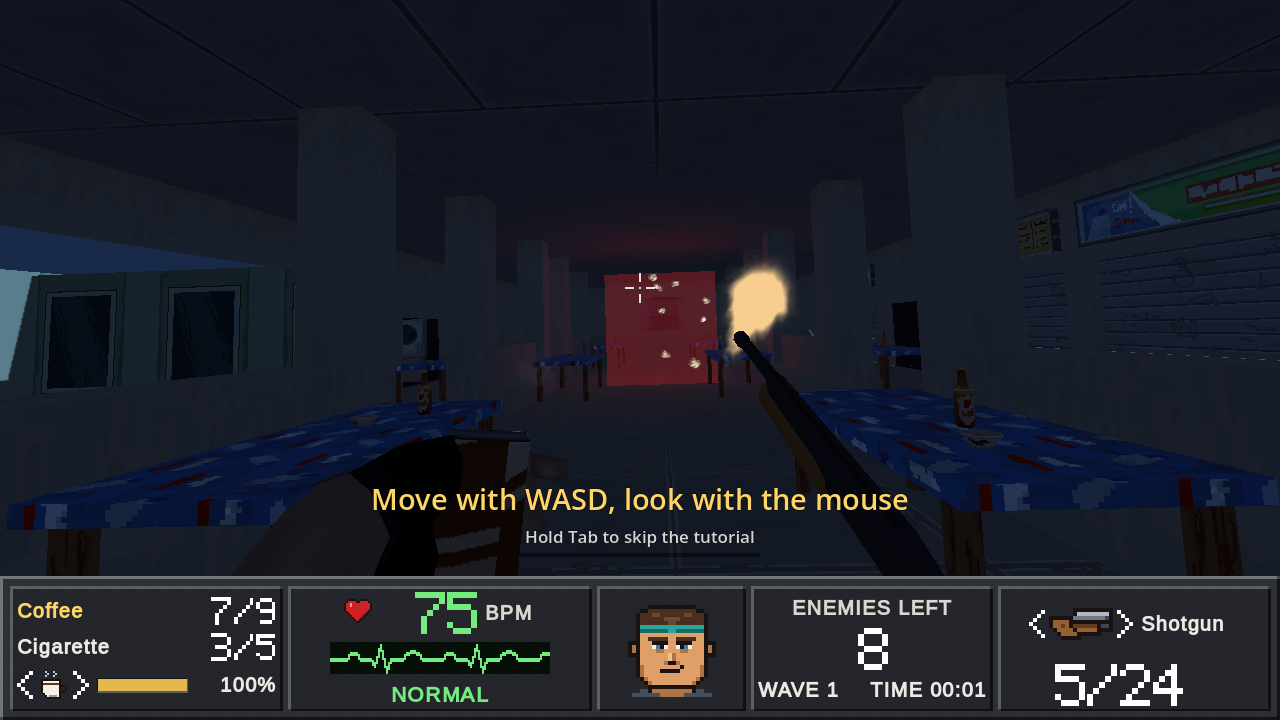 Move with WASD, look with the mouse
Hold Tab to skip the tutorial
Coffee 7/9
Cigarette 3/5
100%
75 BPM
NORMAL
ENEMIES LEFT
8
WAVE 1 TIME 00:01
Shotgun
5/24